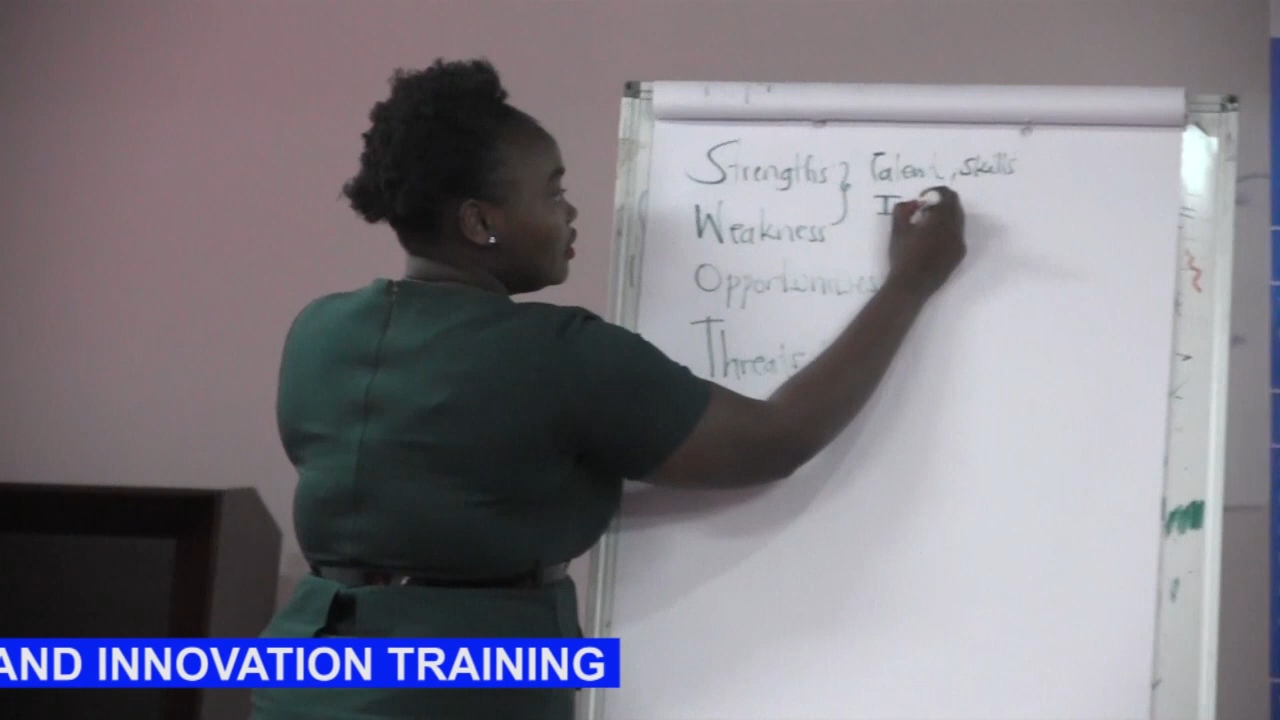 Strengths } Talent, Skills
I
Weakness
Opportunities
Threats
AND INNOVATION TRAINING